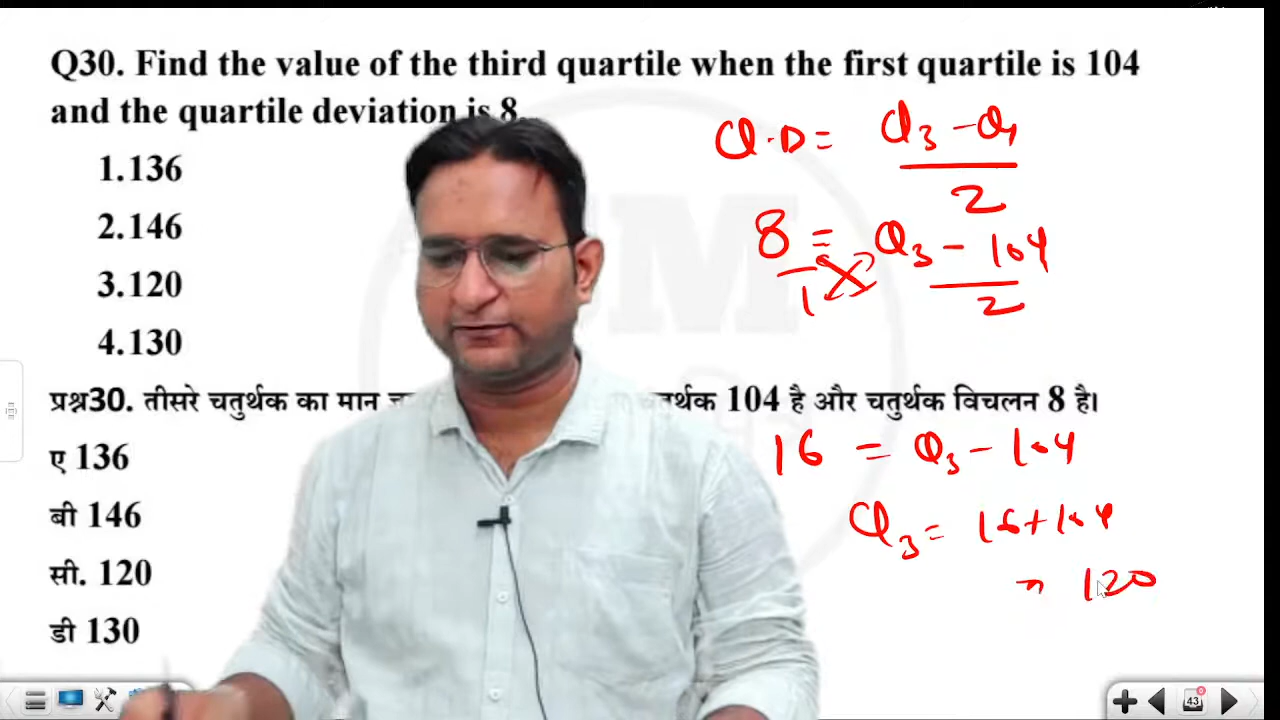 Q30. Find the value of the third quartile when the first quartile is 104
and the quartile deviation is 8.
1.136
2.146
3.120
4.130
प्रश्न30. तीसरे चतुर्थक का मान चतुर्थक 104 है और चतुर्थक विचलन 8 है।
ए 136
बी 146
सी. 120
डी 130
Q.D = Q3 - Q1
2
8 = Q3 - 104
1 2
16 = Q3 - 104
Q3 = 16+104
= 120
43